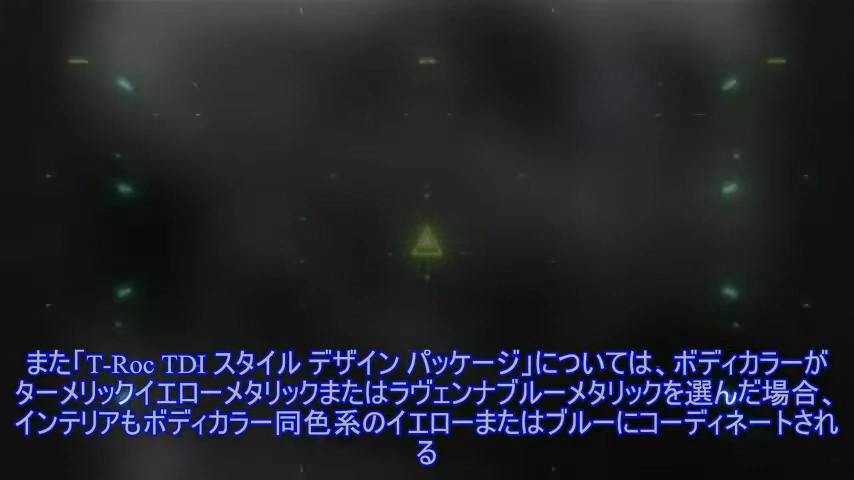 また「T-Roc TDI スタイル デザイン パッケージ」については、ボディカラーが
ターメリックイエローメタリックまたはラヴェンナブルーメタリックを選んだ場合、
インテリアもボディカラー同色系のイエローまたはブルーにコーディネートされ
る